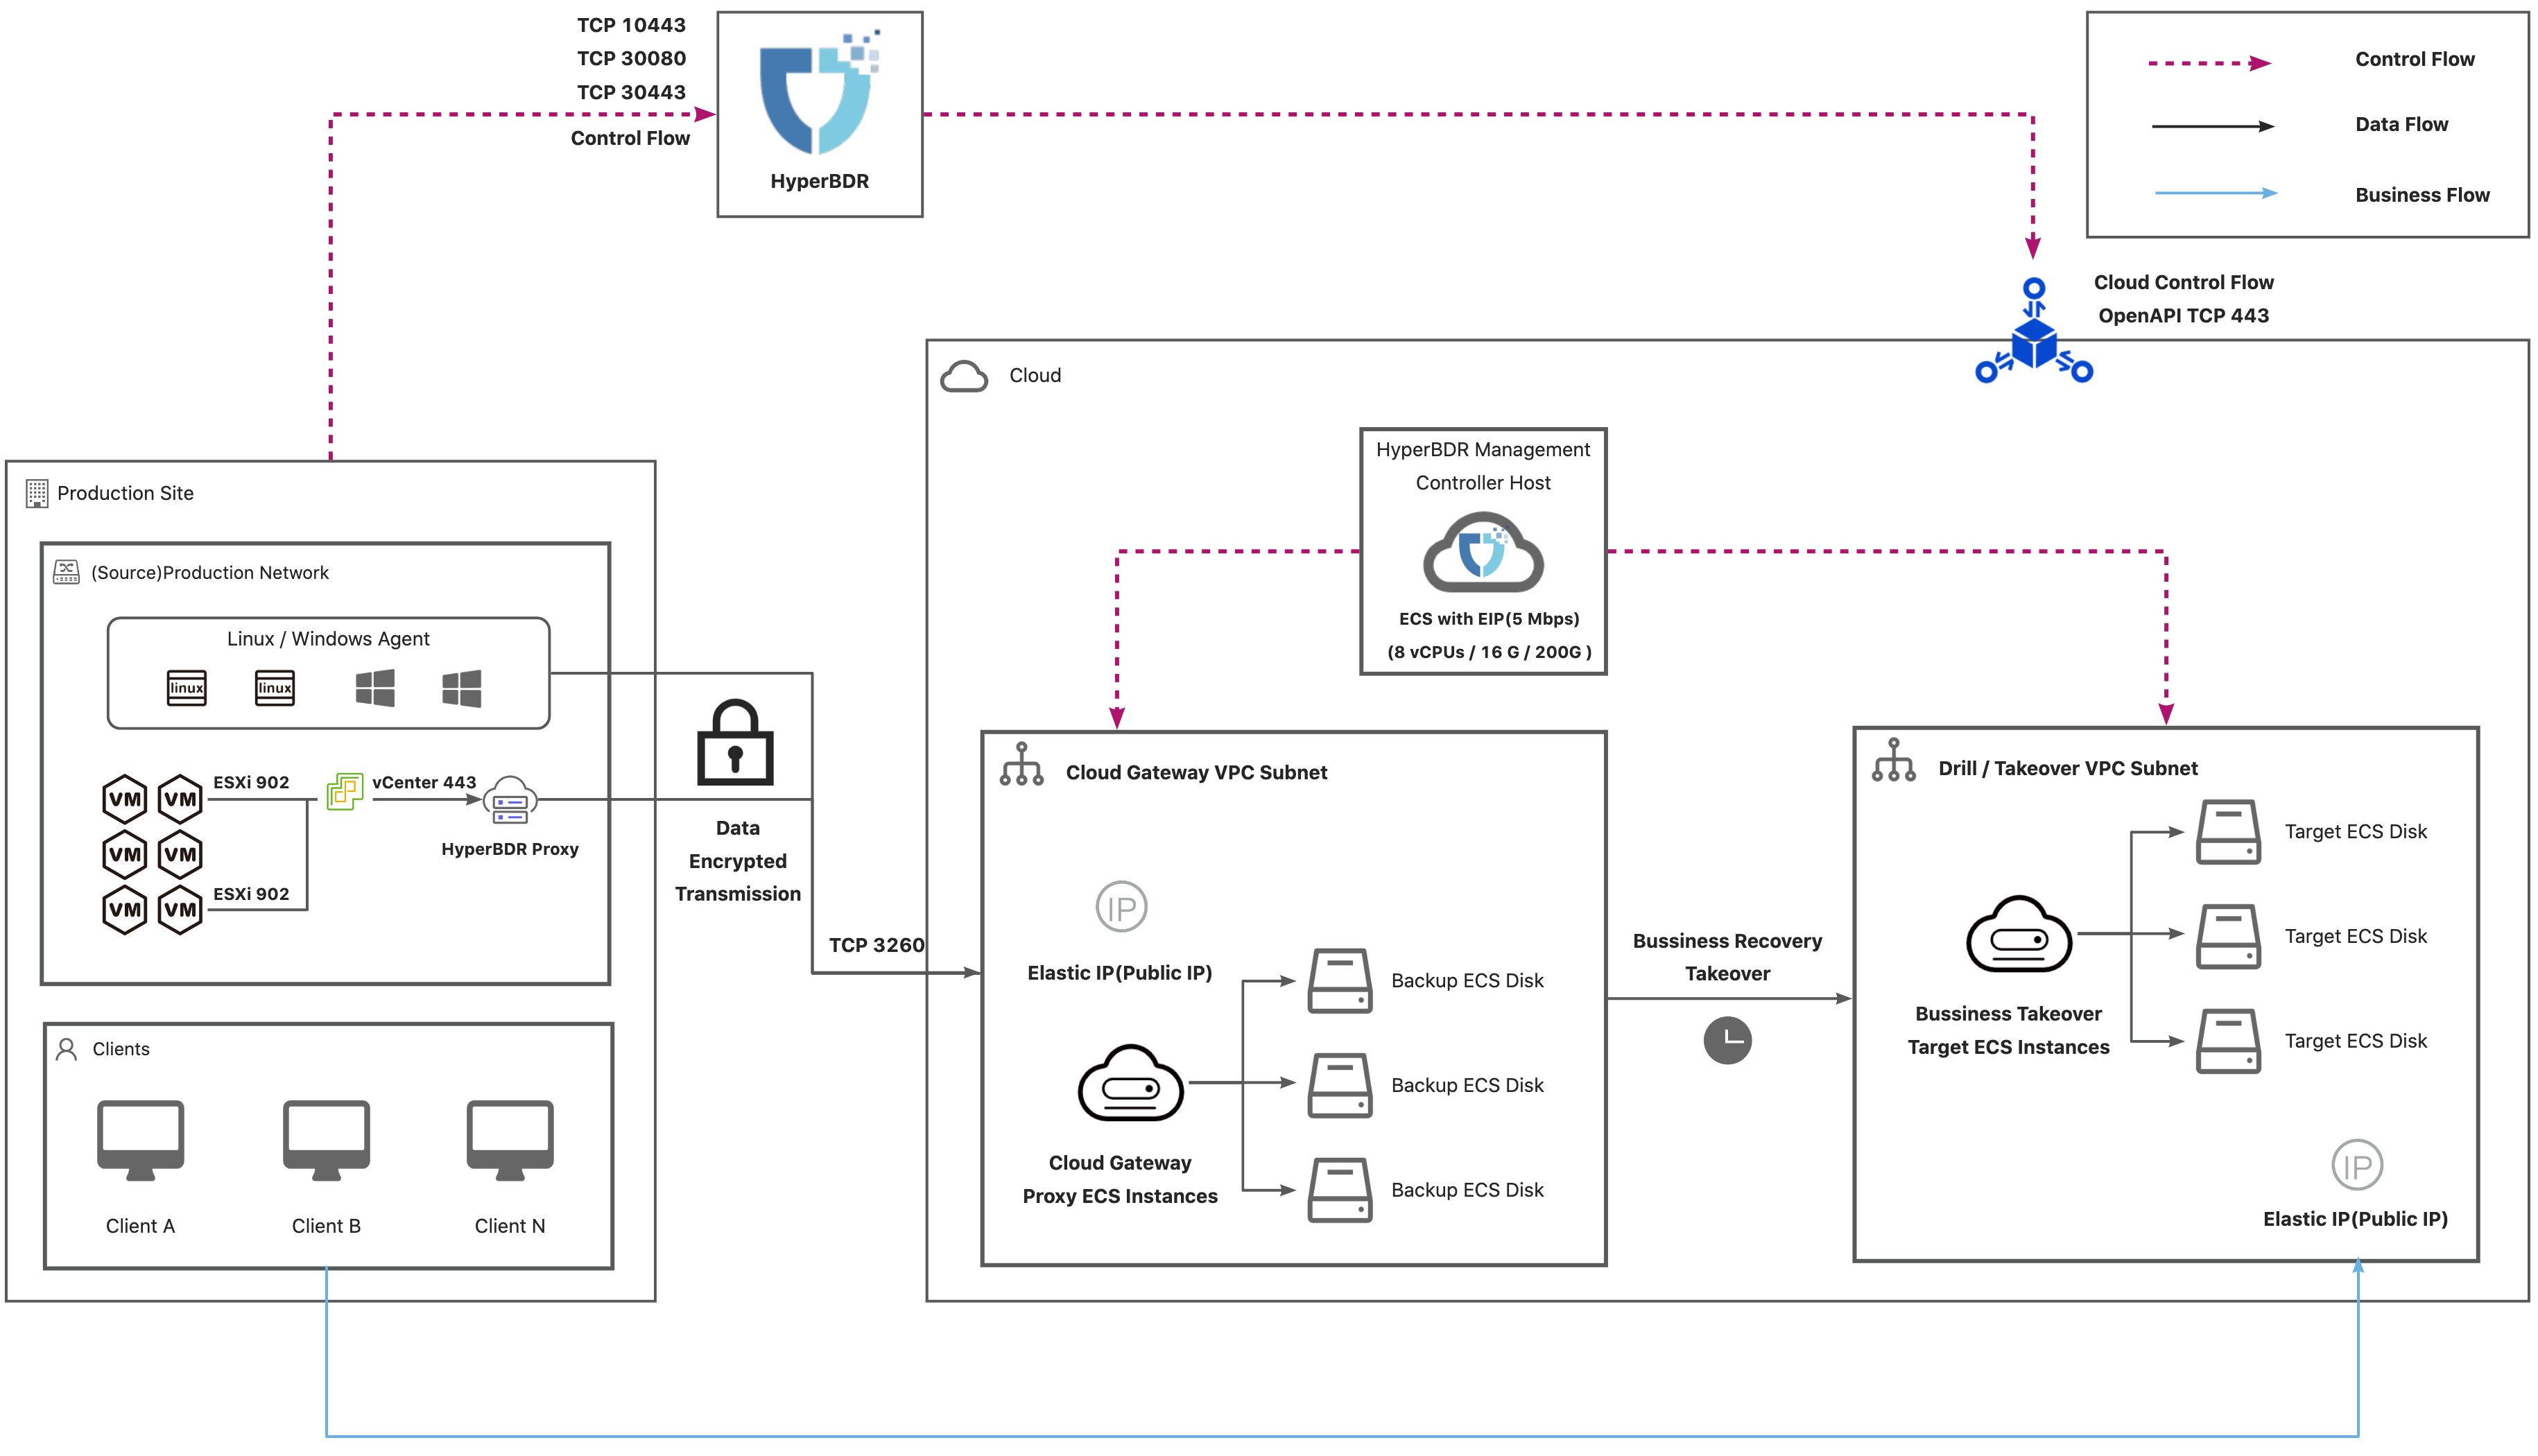 TCP 10443
TCP 30080
TCP 30443
Control Flow
HyperBDR
Control Flow
Data Flow
Business Flow
Cloud Control Flow
OpenAPI TCP 443
Cloud
HyperBDR Management
Controller Host
ECS with EIP(5 Mbps)
(8 vCPUs / 16 G / 200G )
Production Site
(Source)Production Network
Linux / Windows Agent
linux
linux
ESXi 902
vCenter 443
VM
VM
HyperBDR Proxy
VM
VM
ESXi 902
VM
VM
Data
Encrypted
Transmission
TCP 3260
Clients
Client A
Client B
Client N
Cloud Gateway VPC Subnet
IP
Elastic IP(Public IP)
Backup ECS Disk
Backup ECS Disk
Cloud Gateway
Proxy ECS Instances
Backup ECS Disk
Bussiness Recovery
Takeover
Drill / Takeover VPC Subnet
Target ECS Disk
Target ECS Disk
Bussiness Takeover
Target ECS Instances
Target ECS Disk
IP
Elastic IP(Public IP)